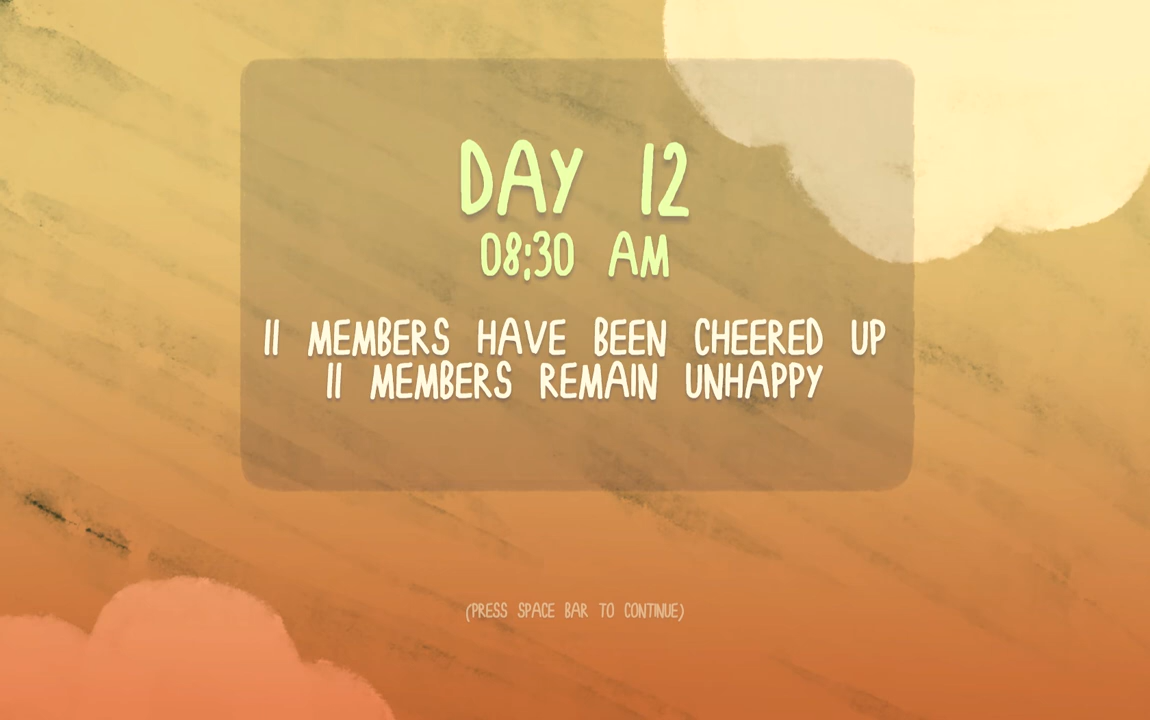 DAY 12
08:30 AM
11 MEMBERS HAVE BEEN CHEERED UP
11 MEMBERS REMAIN UNHAPPY
(PRESS SPACE BAR TO CONTINUE)